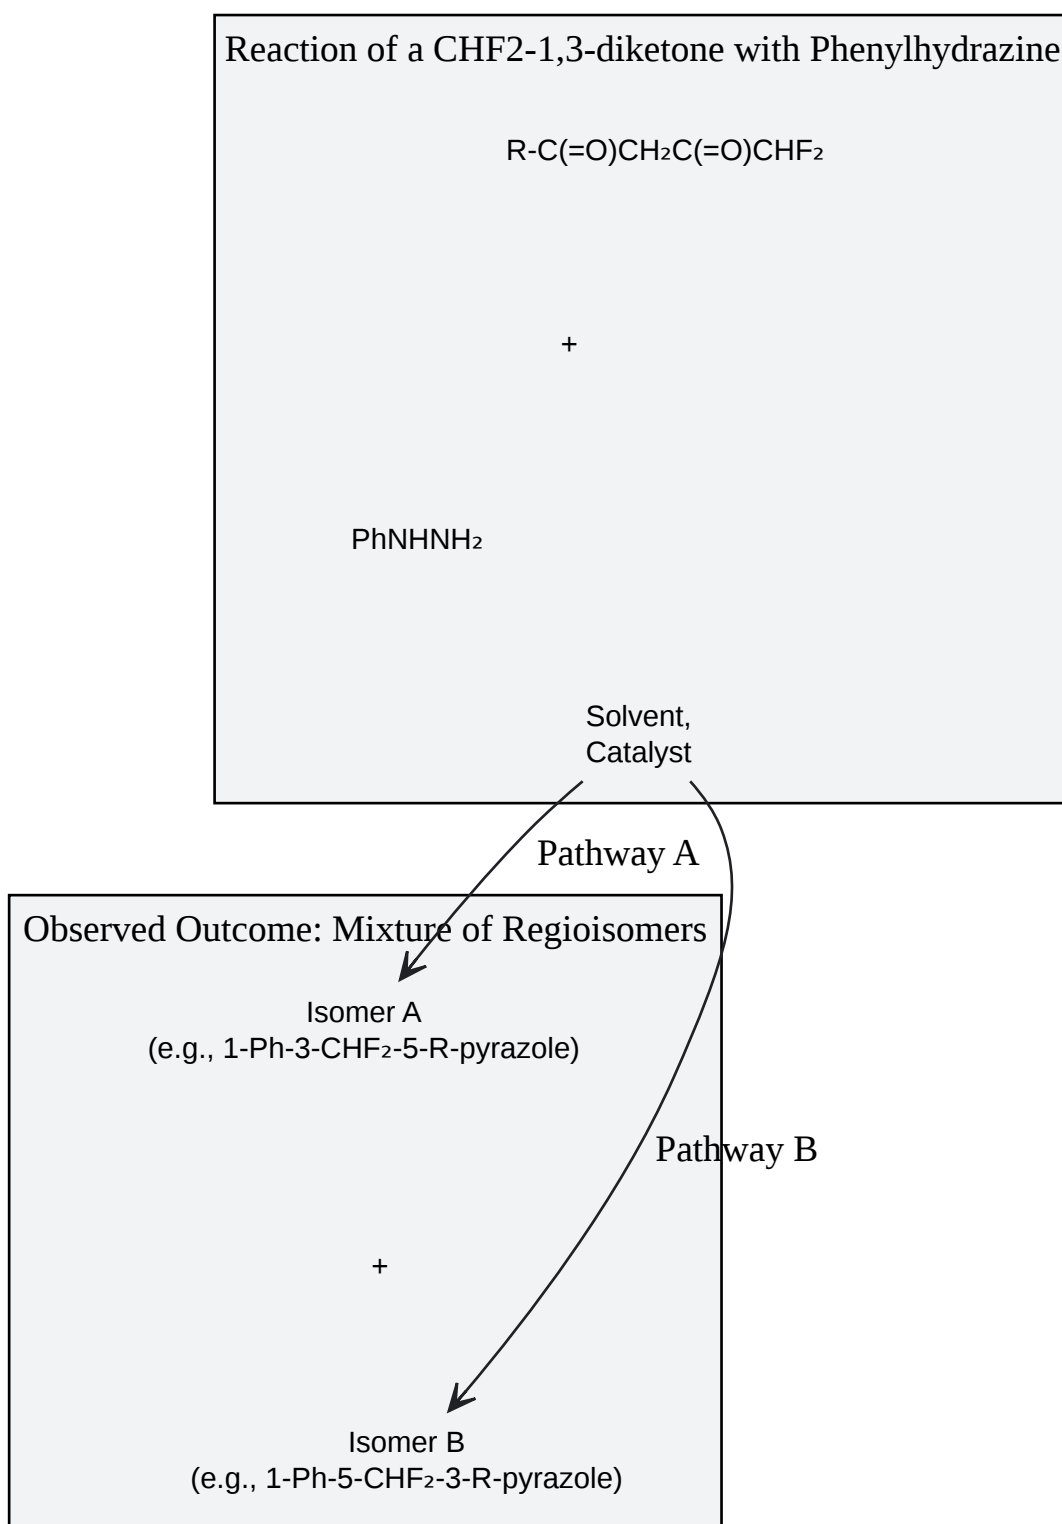 Reaction of a CHF2-1,3-diketone with Phenylhydrazine
R-C(=O)CH₂C(=O)CHF₂
+
PhNHNH₂
Solvent,
Catalyst
Pathway A
Observed Outcome: Mixture of Regioisomers
Isomer A
(e.g., 1-Ph-3-CHF₂-5-R-pyrazole)
Pathway B
+
Isomer B
(e.g., 1-Ph-5-CHF₂-3-R-pyrazole)